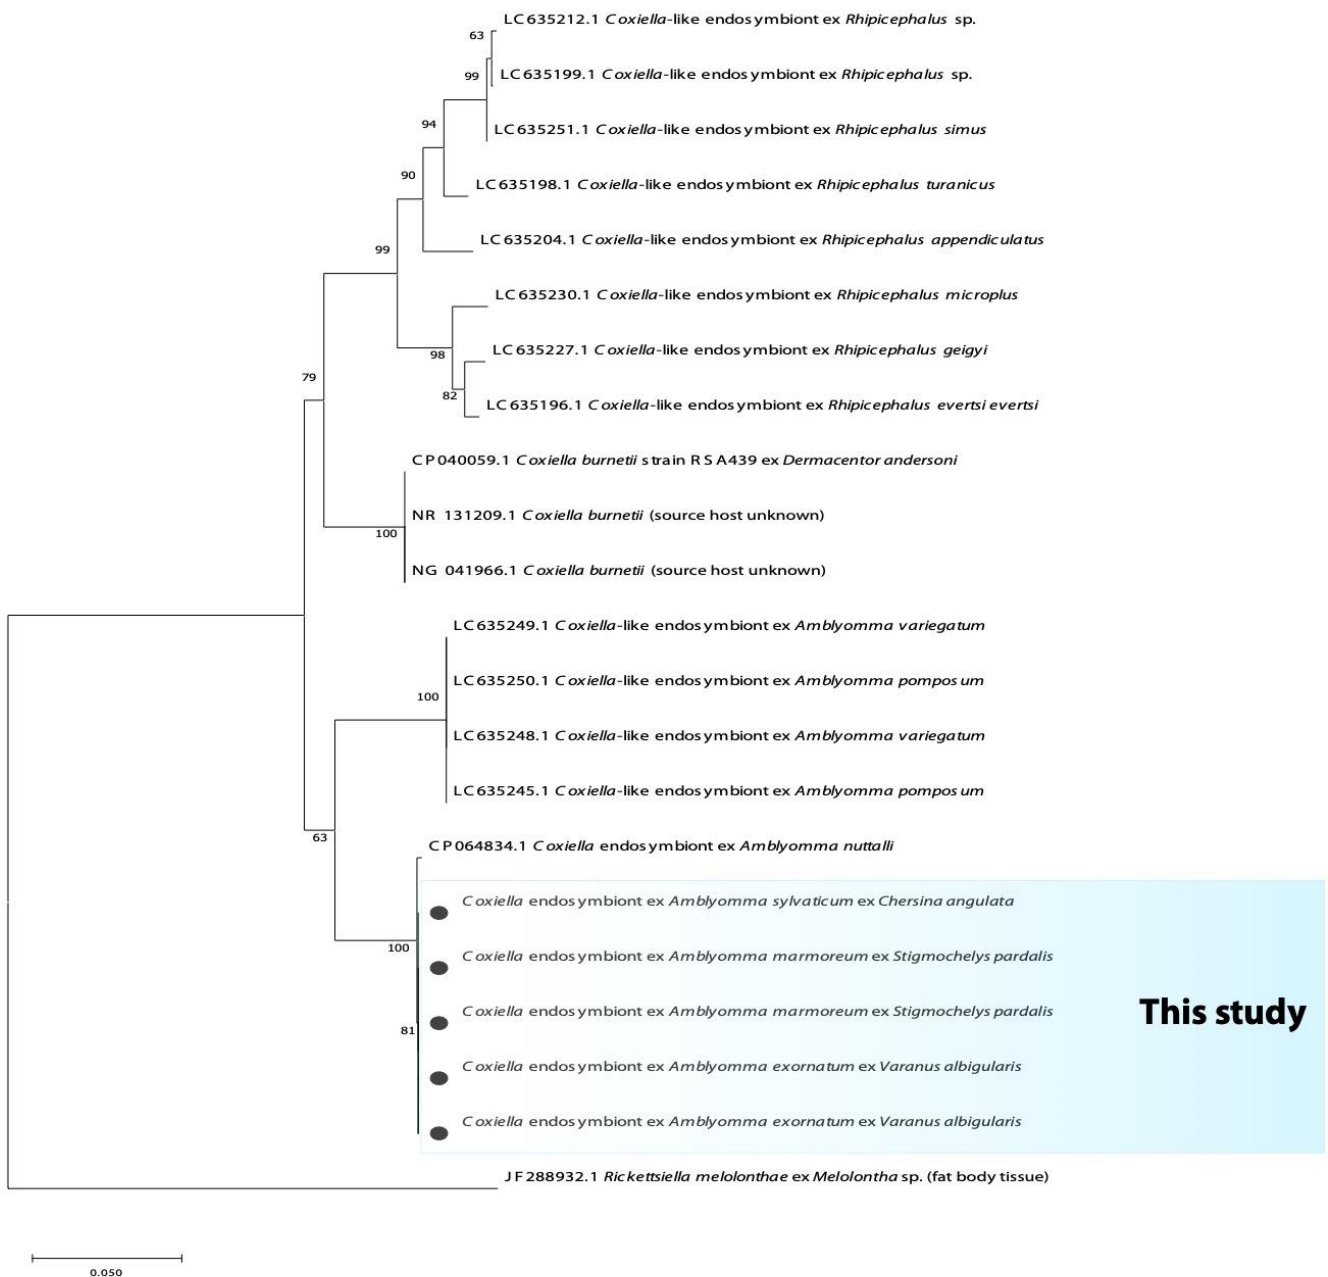 LC635212.1 Coxiella-like endosymbiont ex Rhipicephalus sp.
63
99
LC635199.1 Coxiella-like endosymbiont ex Rhipicephalus sp.
94
LC635251.1 Coxiella-like endosymbiont ex Rhipicephalus simus
90
LC635198.1 Coxiella-like endosymbiont ex Rhipicephalus turanicus
99
LC635204.1 Coxiella-like endosymbiont ex Rhipicephalus appendiculatus
LC635230.1 Coxiella-like endosymbiont ex Rhipicephalus microplus
98
LC635227.1 Coxiella-like endosymbiont ex Rhipicephalus geigyi
79
82
LC635196.1 Coxiella-like endosymbiont ex Rhipicephalus evertsi evertsi
CP040059.1 Coxiella burnetii strain RSA439 ex Dermacentor andersoni
NR 131209.1 Coxiella burnetii (source host unknown)
100
NG 041966.1 Coxiella burnetii (source host unknown)
LC635249.1 Coxiella-like endosymbiont ex Amblyomma variegatum
LC635250.1 Coxiella-like endosymbiont ex Amblyomma pomposum
100
LC635248.1 Coxiella-like endosymbiont ex Amblyomma variegatum
LC635245.1 Coxiella-like endosymbiont ex Amblyomma pomposum
63
CP064834.1 Coxiella endosymbiont ex Amblyomma nuttalli
Coxiella endosymbiont ex Amblyomma sylvaticum ex Chersina angulata
100
Coxiella endosymbiont ex Amblyomma marmoreum ex Stigmochelys pardalis
Coxiella endosymbiont ex Amblyomma marmoreum ex Stigmochelys pardalis
This study
81
Coxiella endosymbiont ex Amblyomma exornatum ex Varanus albigularis
Coxiella endosymbiont ex Amblyomma exornatum ex Varanus albigularis
JF288932.1 Rickettsiella melolonthae ex Melolontha sp. (fat body tissue)
0.050